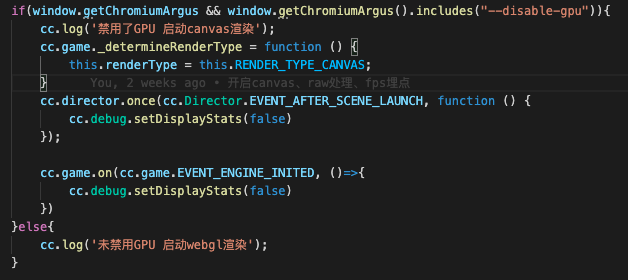 if(window.getChromiumArgus && window.getChromiumArgus().includes("--disable-gpu")){
    cc.log('禁用了GPU 启动canvas渲染');
    cc.game._determineRenderType = function () {
        this.renderType = this.RENDER_TYPE_CANVAS;
    }        You, 2 weeks ago • 开启canvas、raw处理、fps埋点
    cc.director.once(cc.Director.EVENT_AFTER_SCENE_LAUNCH, function () {
        cc.debug.setDisplayStats(false)
    });
    cc.game.on(cc.game.EVENT_ENGINE_INITED, ()=>{
        cc.debug.setDisplayStats(false)
    })
}else{
    cc.log('未禁用GPU 启动webgl渲染');
}